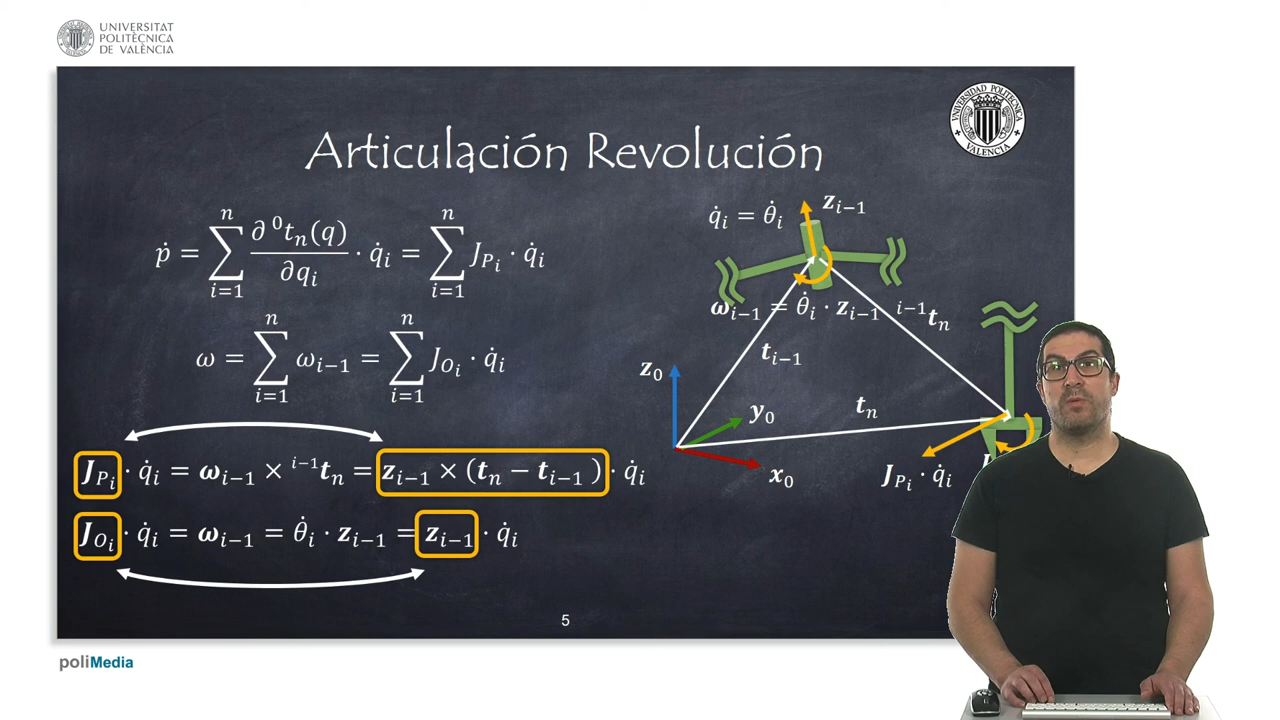 UNIVERSITAT
POLITÈCNICA
DE VALÈNCIA
UNIVERSIDAD POLITECNICA
VALENCIA
Articulación Revolución
ṗ = ∑_{i=1}^{n} ∂ ⁰t_n(q) / ∂q_i · q̇_i = ∑_{i=1}^{n} J_{P_i} · q̇_i
ω = ∑_{i=1}^{n} ω_{i−1} = ∑_{i=1}^{n} J_{O_i} · q̇_i
J_{P_i} · q̇_i = ω_{i−1} × ^{i−1}t_n = z_{i−1} × (t_n − t_{i−1} ) · q̇_i
J_{O_i} · q̇_i = ω_{i−1} = θ̇_i · z_{i−1} = z_{i−1} · q̇_i
q̇_i = θ̇_i
z_{i−1}
ω_{i−1} = θ̇_i · z_{i−1}
^{i−1}t_n
t_{i−1}
z_0
y_0
t_n
x_0
J_{P_i} · q̇_i
5
poliMedia